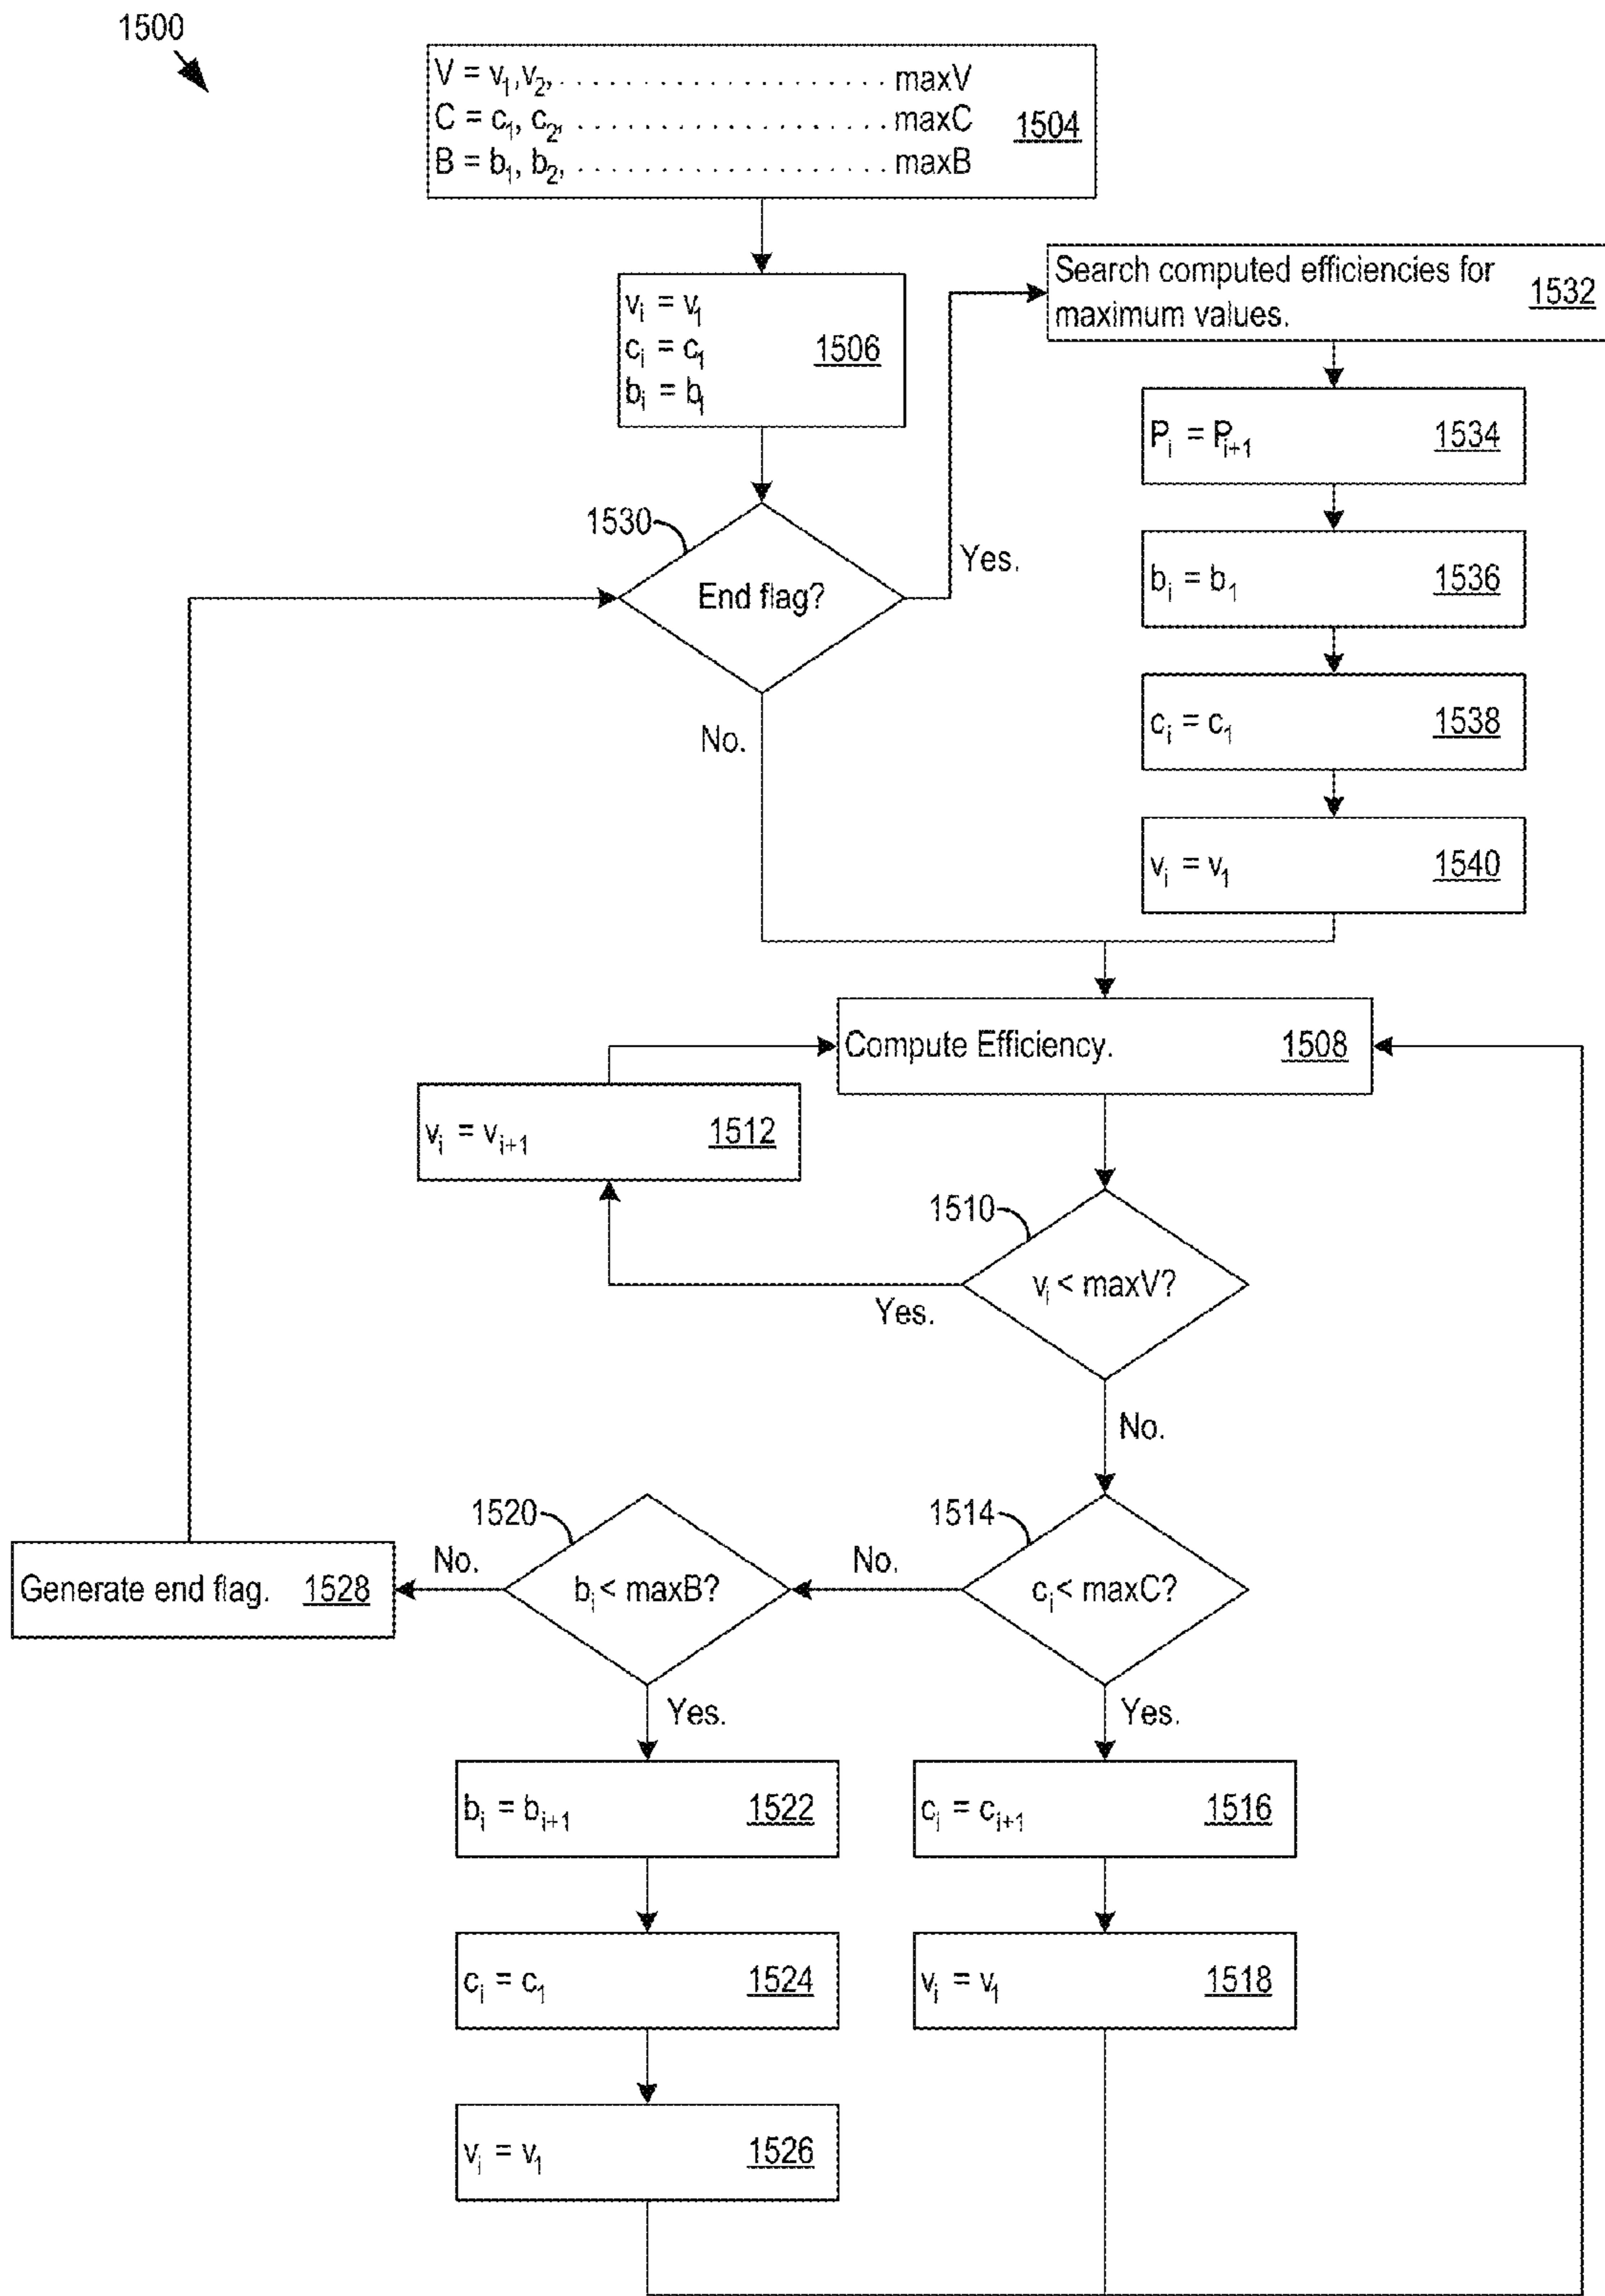 1500
V = v₁,v₂, . . . . . . . . . . . . . . . . . . . . maxV
C = c₁, c₂, . . . . . . . . . . . . . . . . . . . maxC
B = b₁, b₂, . . . . . . . . . . . . . . . . . . . maxB
1504
vᵢ = v₁
cᵢ = c₁
bᵢ = b₁
1506
Search computed efficiencies for
maximum values.
1532
Pᵢ = Pᵢ₊₁ 1534
1530
End flag?
Yes.
No.
bᵢ = b₁ 1536
cᵢ = c₁ 1538
vᵢ = v₁ 1540
Compute Efficiency. 1508
vᵢ = vᵢ₊₁ 1512
1510
vᵢ < maxV?
Yes.
No.
1514
cᵢ < maxC?
No.
Yes.
1520
bᵢ < maxB?
No.
Yes.
Generate end flag. 1528
bᵢ = bᵢ₊₁ 1522
cᵢ = cᵢ₊₁ 1516
cᵢ = c₁ 1524
vᵢ = v₁ 1518
vᵢ = v₁ 1526